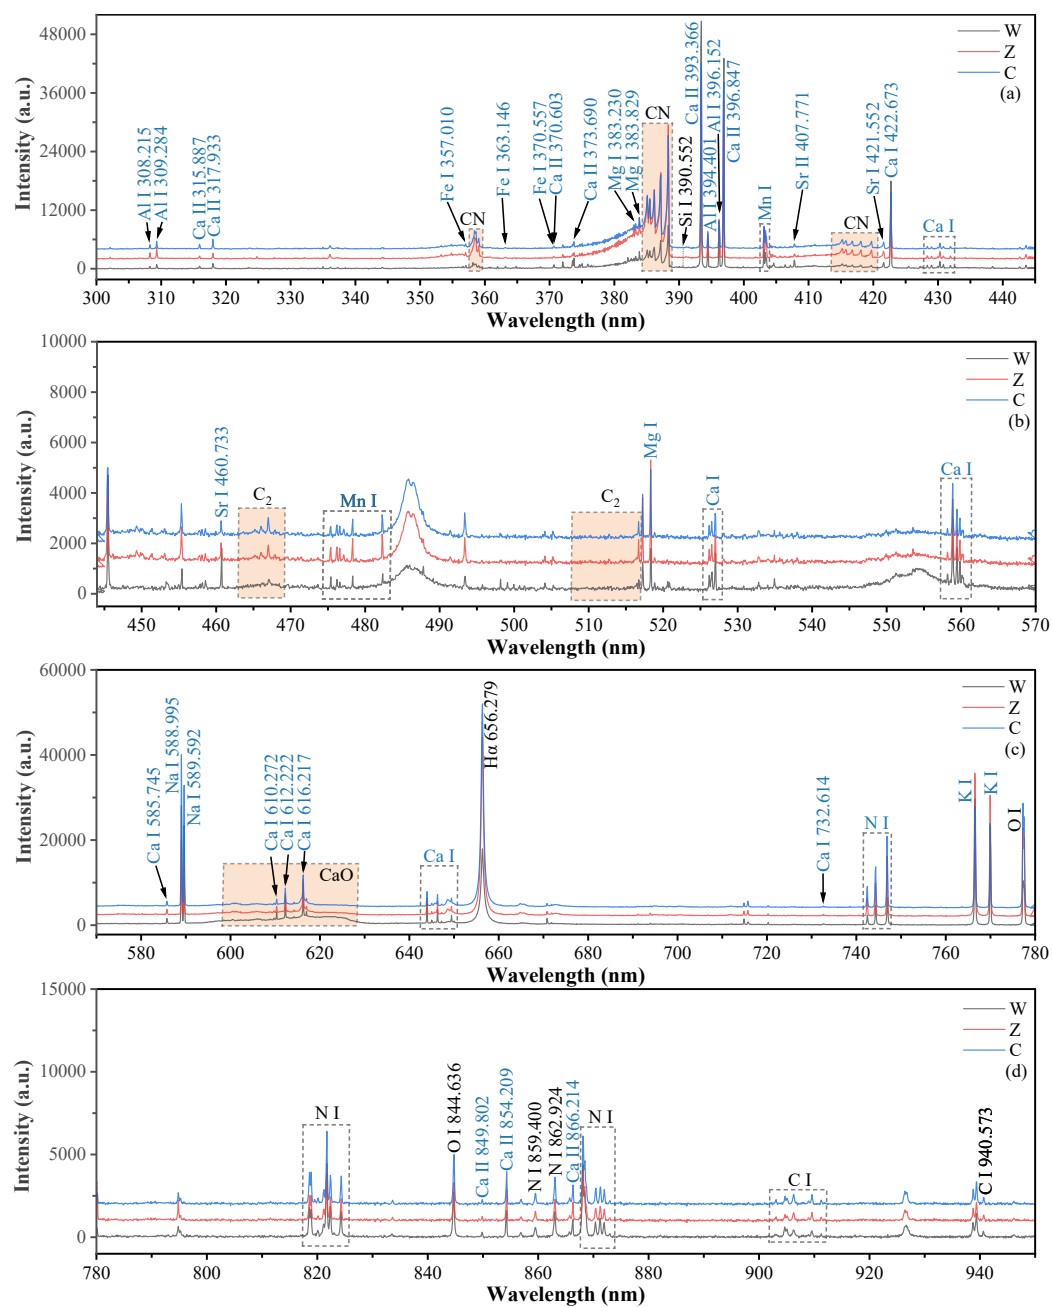 48000
36000
24000
12000
0
Intensity (a.u.)
Al I 308.215
Al I 309.284
Ca II 315.887
Ca II 317.933
Fe I 357.010
CN
Fe I 363.146
Fe I 370.557
Ca II 370.603
Ca II 373.690
Mg I 383.230
Mg I 383.829
CN
Si I 390.552
Ca II 393.366
Al I 394.401
Al I 396.152
Ca II 396.847
Mn I
Sr II 407.771
CN
Sr I 421.552
Ca I 422.673
Ca I
W
Z
C
(a)
300 310 320 330 340 350 360 370 380 390 400 410 420 430 440
Wavelength (nm)
10000
8000
6000
4000
2000
0
Intensity (a.u.)
Sr I 460.733
C2
Mn I
C2
Mg I
Ca I
Ca I
W
Z
C
(b)
450 460 470 480 490 500 510 520 530 540 550 560 570
Wavelength (nm)
60000
40000
20000
0
Intensity (a.u.)
Ca I 585.745
Na I 588.995
Na I 589.592
Ca I 610.272
Ca I 612.222
Ca I 616.217
CaO
Ca I
Hα 656.279
Ca I 732.614
N I
K I
K I
O I
W
Z
C
(c)
580 600 620 640 660 680 700 720 740 760 780
Wavelength (nm)
15000
10000
5000
0
Intensity (a.u.)
N I
O I 844.636
Ca II 849.802
Ca II 854.209
N I 859.400
N I 862.924
Ca II 866.214
N I
C I
C I 940.573
W
Z
C
(d)
780 800 820 840 860 880 900 920 940
Wavelength (nm)